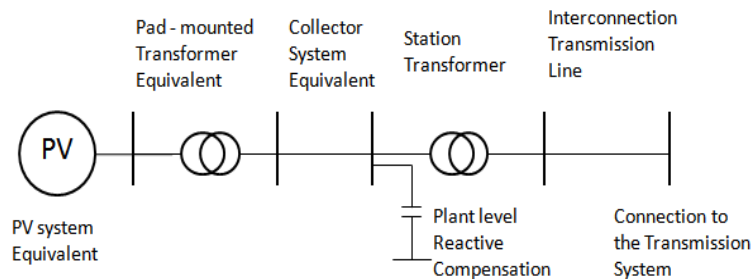 Pad - mounted
Transformer
Equivalent
Collector
System
Equivalent
Station
Transformer
Interconnection
Transmission
Line
PV
PV system
Equivalent
Plant level
Reactive
Compensation
Connection to
the Transmission
System